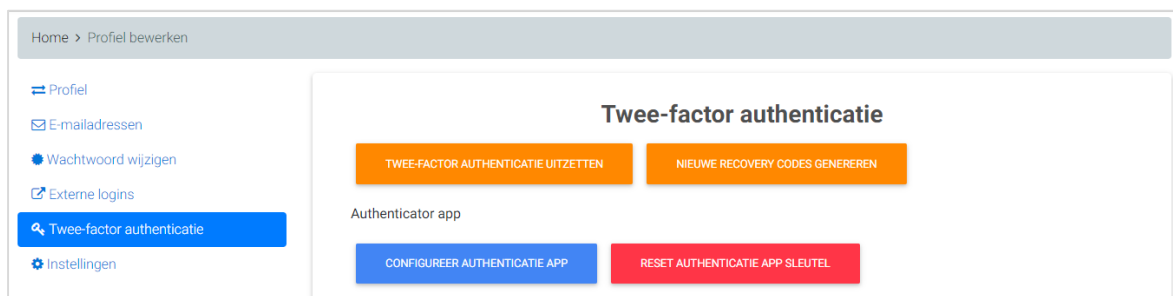 Home > Profiel bewerken
Profiel
E-mailadressen
Wachtwoord wijzigen
Externe logins
Twee-factor authenticatie
Instellingen
Twee-factor authenticatie
TWEE-FACTOR AUTHENTICATIE UITZETTEN
NIEUWE RECOVERY CODES GENEREREN
Authenticator app
CONFIGUREER AUTHENTICATIE APP
RESET AUTHENTICATIE APP SLEUTEL